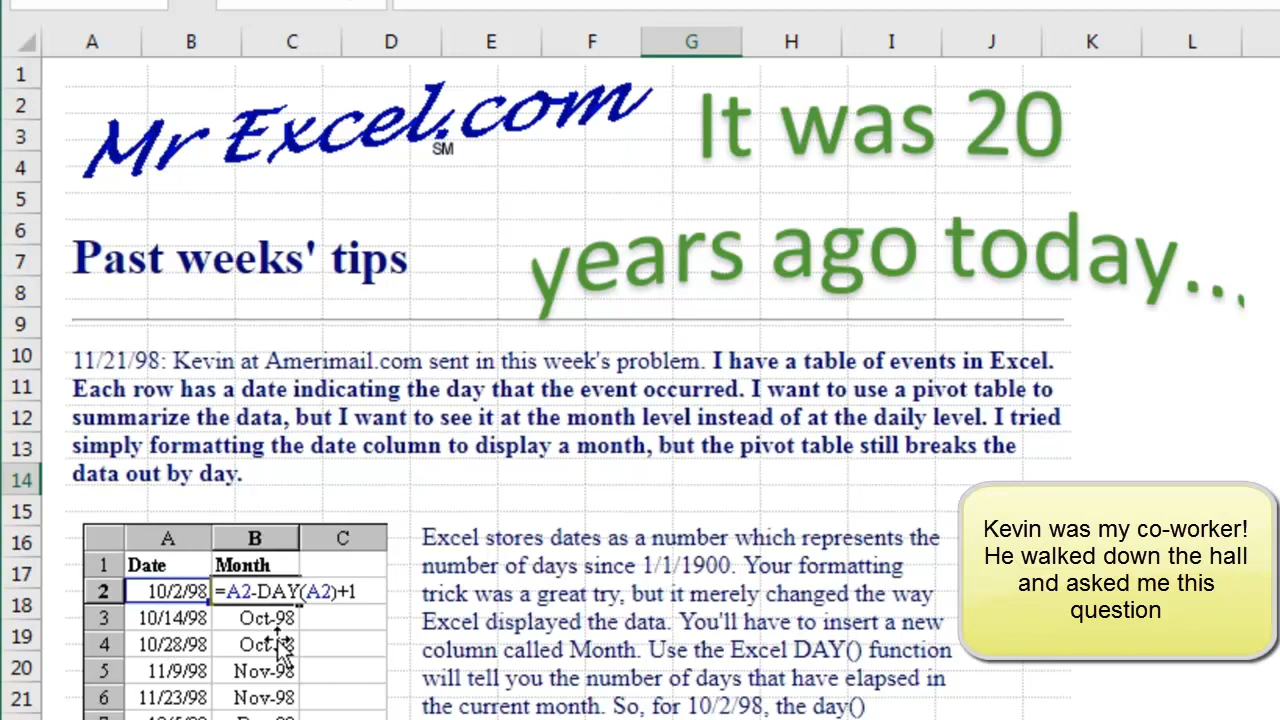 A B C D E F G H I J K L
1
2
3
4
5
6
7
8
9
10
11
12
13
14
15
16
17
18
19
20
21
Mr Excel.com
SM
It was 20
years ago today...
Past weeks' tips
11/21/98: Kevin at Amerimail.com sent in this week's problem. I have a table of events in Excel.
Each row has a date indicating the day that the event occurred. I want to use a pivot table to
summarize the data, but I want to see it at the month level instead of at the daily level. I tried
simply formatting the date column to display a month, but the pivot table still breaks the
data out by day.
A B C
1 Date Month
2 10/2/98 =A2-DAY(A2)+1
3 10/14/98 Oct-98
4 10/28/98 Oct-98
5 11/9/98 Nov-98
6 11/23/98 Nov-98
Excel stores dates as a number which represents the
number of days since 1/1/1900. Your formatting
trick was a great try, but it merely changed the way
Excel displayed the data. You'll have to insert a new
column called Month. Use the Excel DAY() function
will tell you the number of days that have elapsed in
the current month. So, for 10/2/98, the day()
Kevin was my co-worker!
He walked down the hall
and asked me this
question